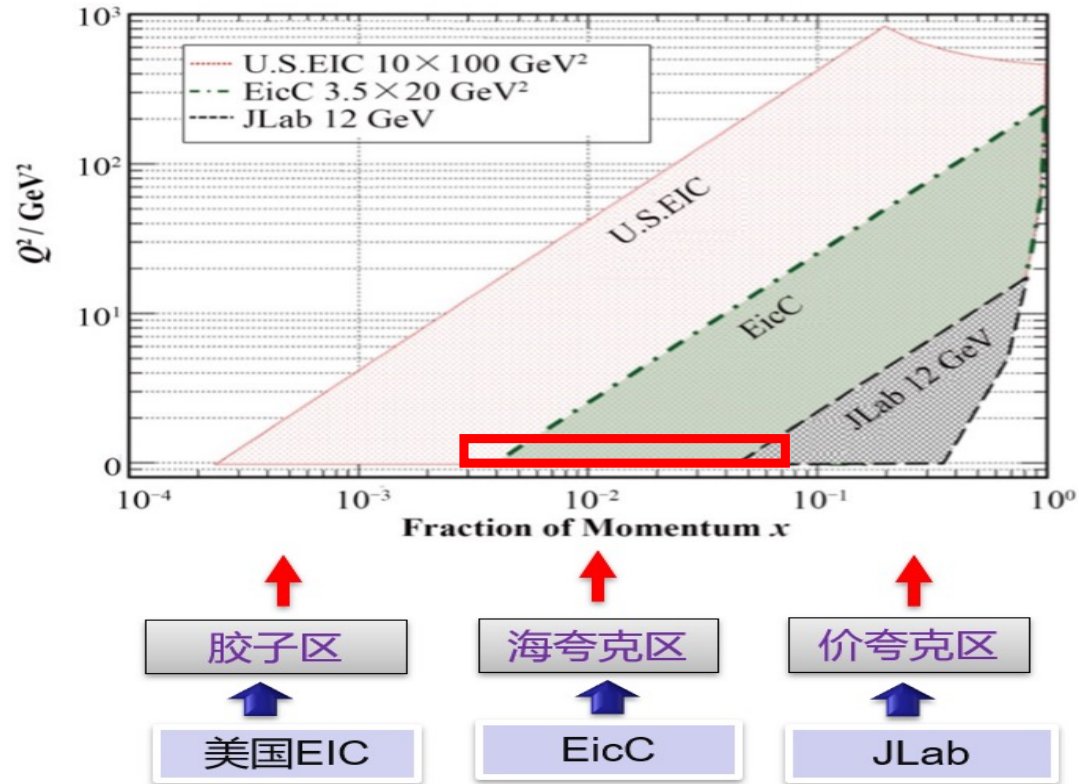 10³
U.S.EIC 10×100 GeV²
EicC 3.5×20 GeV²
JLab 12 GeV
10²
Q² / GeV²
U.S.EIC
10¹
EicC
JLab 12 GeV
0
10⁻⁴ 10⁻³ 10⁻² 10⁻¹ 10⁰
Fraction of Momentum x
胶子区 海夸克区 价夸克区
美国EIC EicC JLab